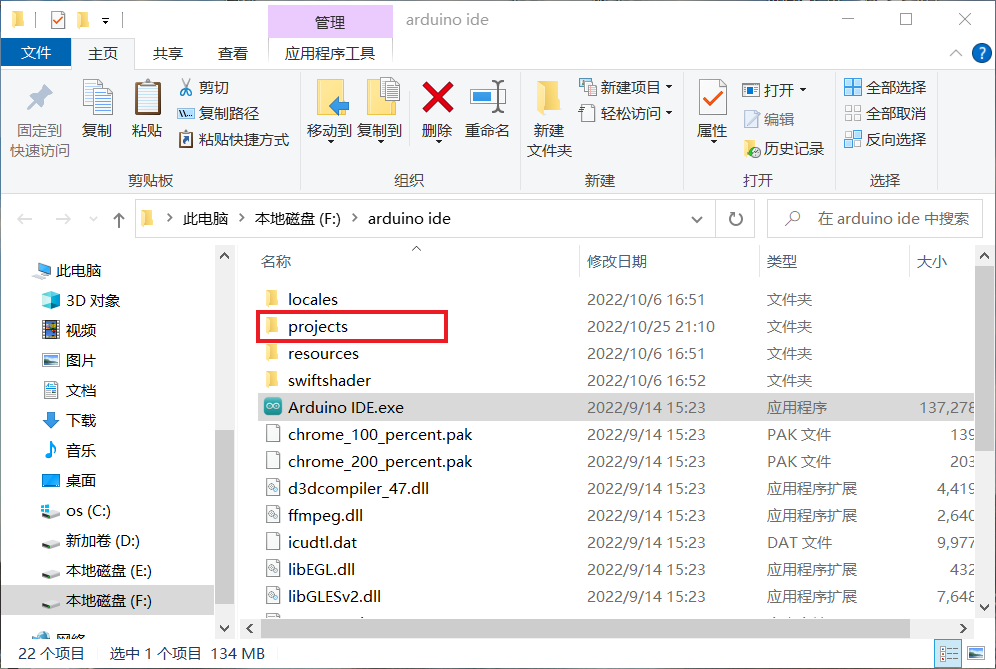 管理
arduino ide
文件
主页
共享
查看
应用程序工具
固定到
快速访问
复制
粘贴
剪切
复制路径
粘贴快捷方式
剪贴板
移动到
复制到
删除
重命名
组织
新建
文件夹
新建项目
轻松访问
新建
属性
打开
编辑
历史记录
打开
全部选择
全部取消
反向选择
选择
此电脑 > 本地磁盘 (F:) > arduino ide
在 arduino ide 中搜索
此电脑
3D 对象
视频
图片
文档
下载
音乐
桌面
os (C:)
新加卷 (D:)
本地磁盘 (E:)
本地磁盘 (F:)
网络
名称 修改日期 类型 大小
locales 2022/10/6 16:51 文件夹
projects 2022/10/25 21:10 文件夹
resources 2022/10/6 16:51 文件夹
swiftshader 2022/10/6 16:52 文件夹
Arduino IDE.exe 2022/9/14 15:23 应用程序 137,278
chrome_100_percent.pak 2022/9/14 15:23 PAK 文件 139
chrome_200_percent.pak 2022/9/14 15:23 PAK 文件 203
d3dcompiler_47.dll 2022/9/14 15:23 应用程序扩展 4,419
ffmpeg.dll 2022/9/14 15:23 应用程序扩展 2,640
icudtl.dat 2022/9/14 15:23 DAT 文件 9,977
libEGL.dll 2022/9/14 15:23 应用程序扩展 432
libGLESv2.dll 2022/9/14 15:23 应用程序扩展 7,648
22 个项目 选中 1 个项目 134 MB